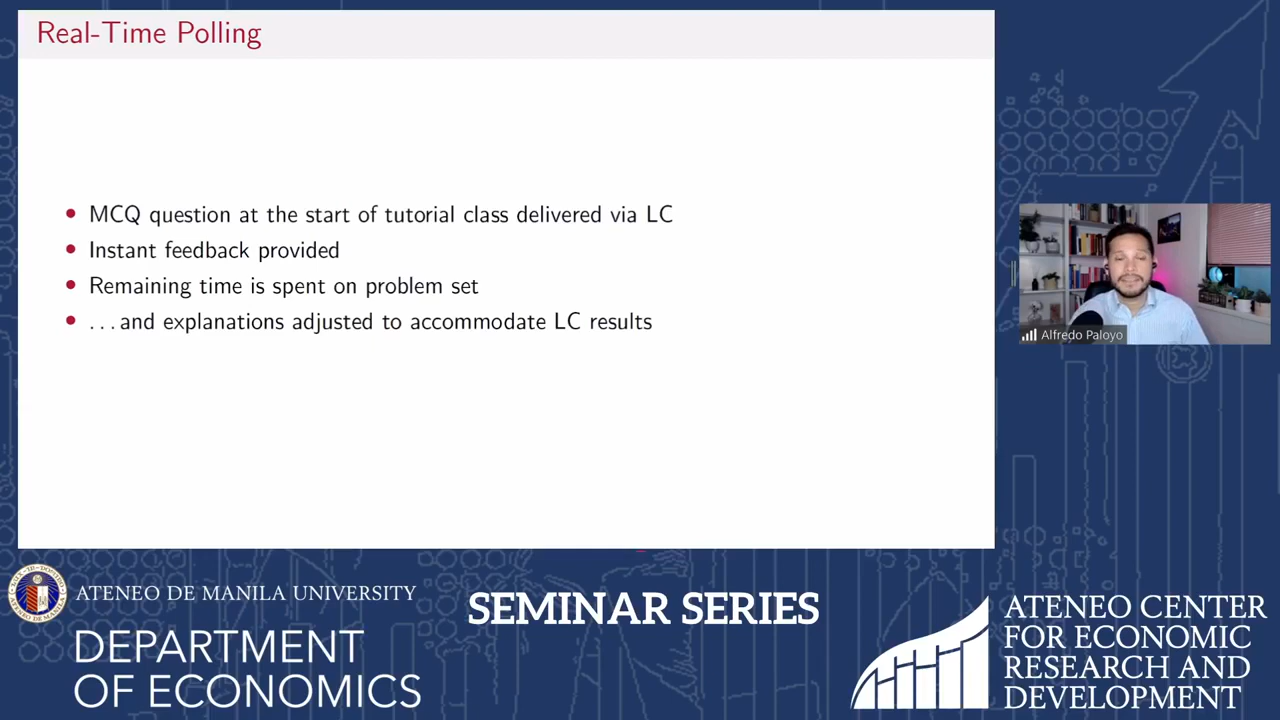 Real-Time Polling
• MCQ question at the start of tutorial class delivered via LC
• Instant feedback provided
• Remaining time is spent on problem set
• ...and explanations adjusted to accommodate LC results
Alfredo Paloyo
ATENEO DE MANILA UNIVERSITY
DEPARTMENT
OF ECONOMICS
SEMINAR SERIES
ATENEO CENTER
FOR ECONOMIC
RESEARCH AND
DEVELOPMENT